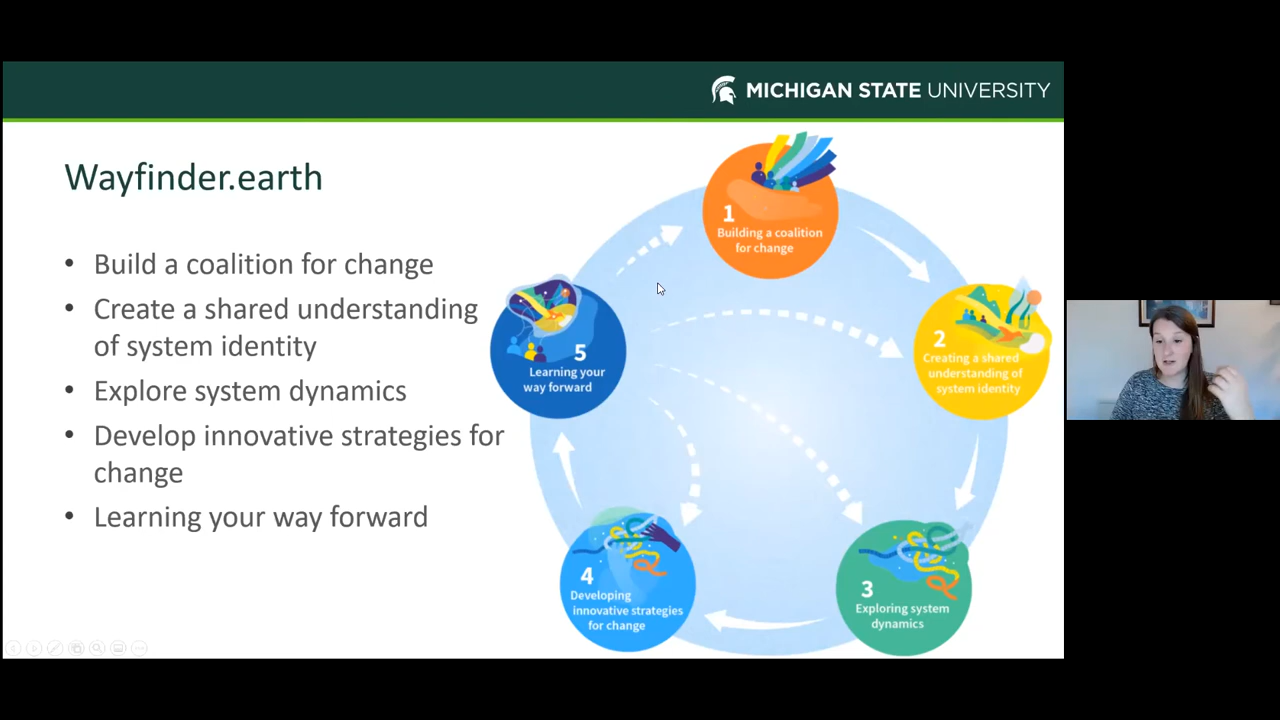 MICHIGAN STATE UNIVERSITY
Wayfinder.earth
• Build a coalition for change
• Create a shared understanding
of system identity
• Explore system dynamics
• Develop innovative strategies for
change
• Learning your way forward
1
Building a coalition
for change
2
Creating a shared
understanding of
system identity
3
Exploring system
dynamics
4
Developing
innovative strategies
for change
5
Learning your
way forward